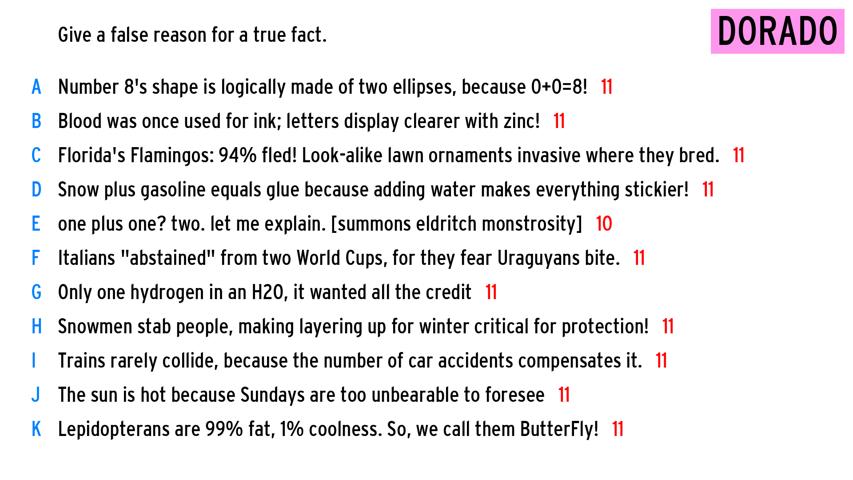 Give a false reason for a true fact.
DORADO
A Number 8's shape is logically made of two ellipses, because 0+0=8! 11
B Blood was once used for ink; letters display clearer with zinc! 11
C Florida's Flamingos: 94% fled! Look-alike lawn ornaments invasive where they bred. 11
D Snow plus gasoline equals glue because adding water makes everything stickier! 11
E one plus one? two. let me explain. [summons eldritch monstrosity] 10
F Italians "abstained" from two World Cups, for they fear Uraguyans bite. 11
G Only one hydrogen in an H2O, it wanted all the credit 11
H Snowmen stab people, making layering up for winter critical for protection! 11
I Trains rarely collide, because the number of car accidents compensates it. 11
J The sun is hot because Sundays are too unbearable to foresee 11
K Lepidopterans are 99% fat, 1% coolness. So, we call them ButterFly! 11